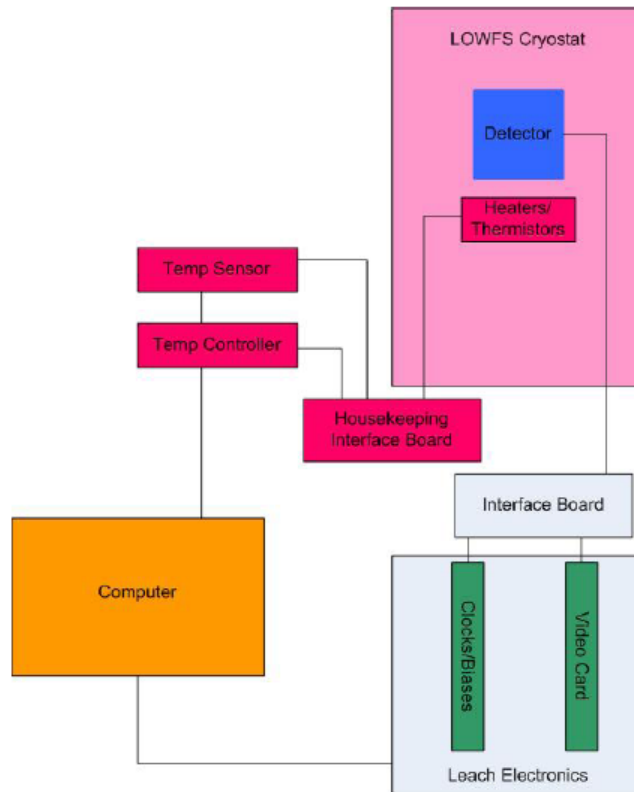 LOWFS Cryostat
Detector
Heaters/
Thermistors
Temp Sensor
Temp Controller
Housekeeping
Interface Board
Interface Board
Computer
Clocks/Biases
Video Card
Leach Electronics